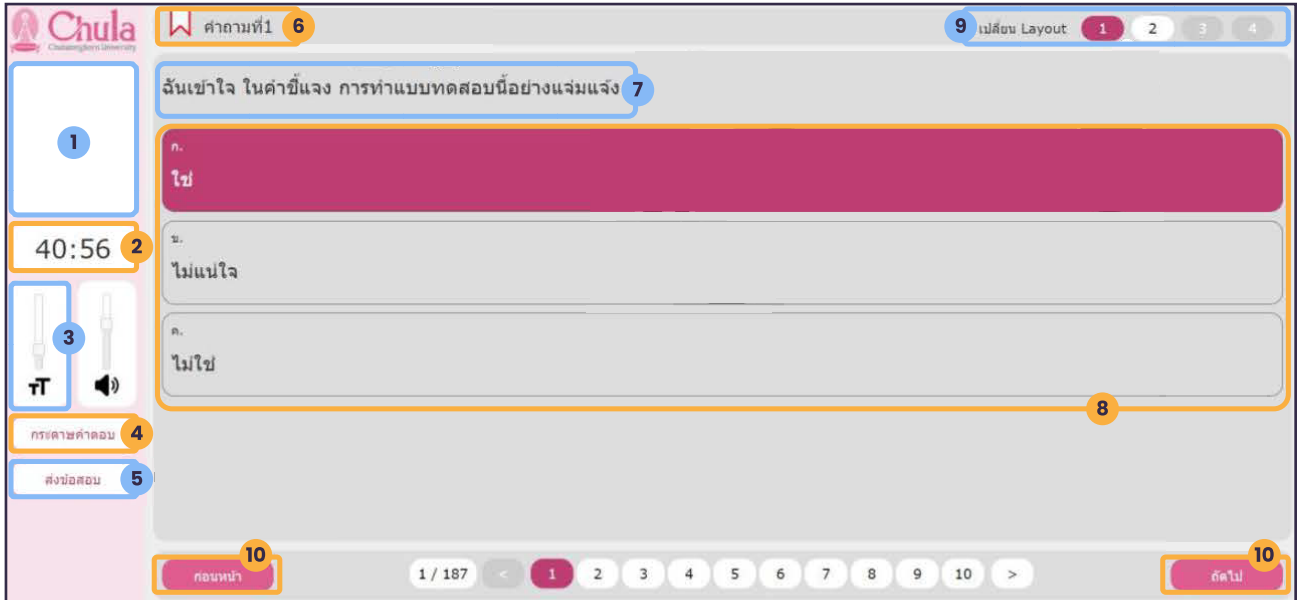 Chula
Chulalongkorn University
คำถามที่1
6
9
เปลี่ยน Layout
1
2
3
4
1
ฉันเข้าใจ ในคำชี้แจง การทำแบบทดสอบนี้อย่างแจ่มแจ้ง
7
ก.
ใช่
40:56
2
ข.
ไม่แน่ใจ
3
ค.
ไม่ใช่
TT
8
กระดาษคำตอบ
4
ส่งข้อสอบ
5
10
ก่อนหน้า
1 / 187
<
1
2
3
4
5
6
7
8
9
10
>
10
ถัดไป